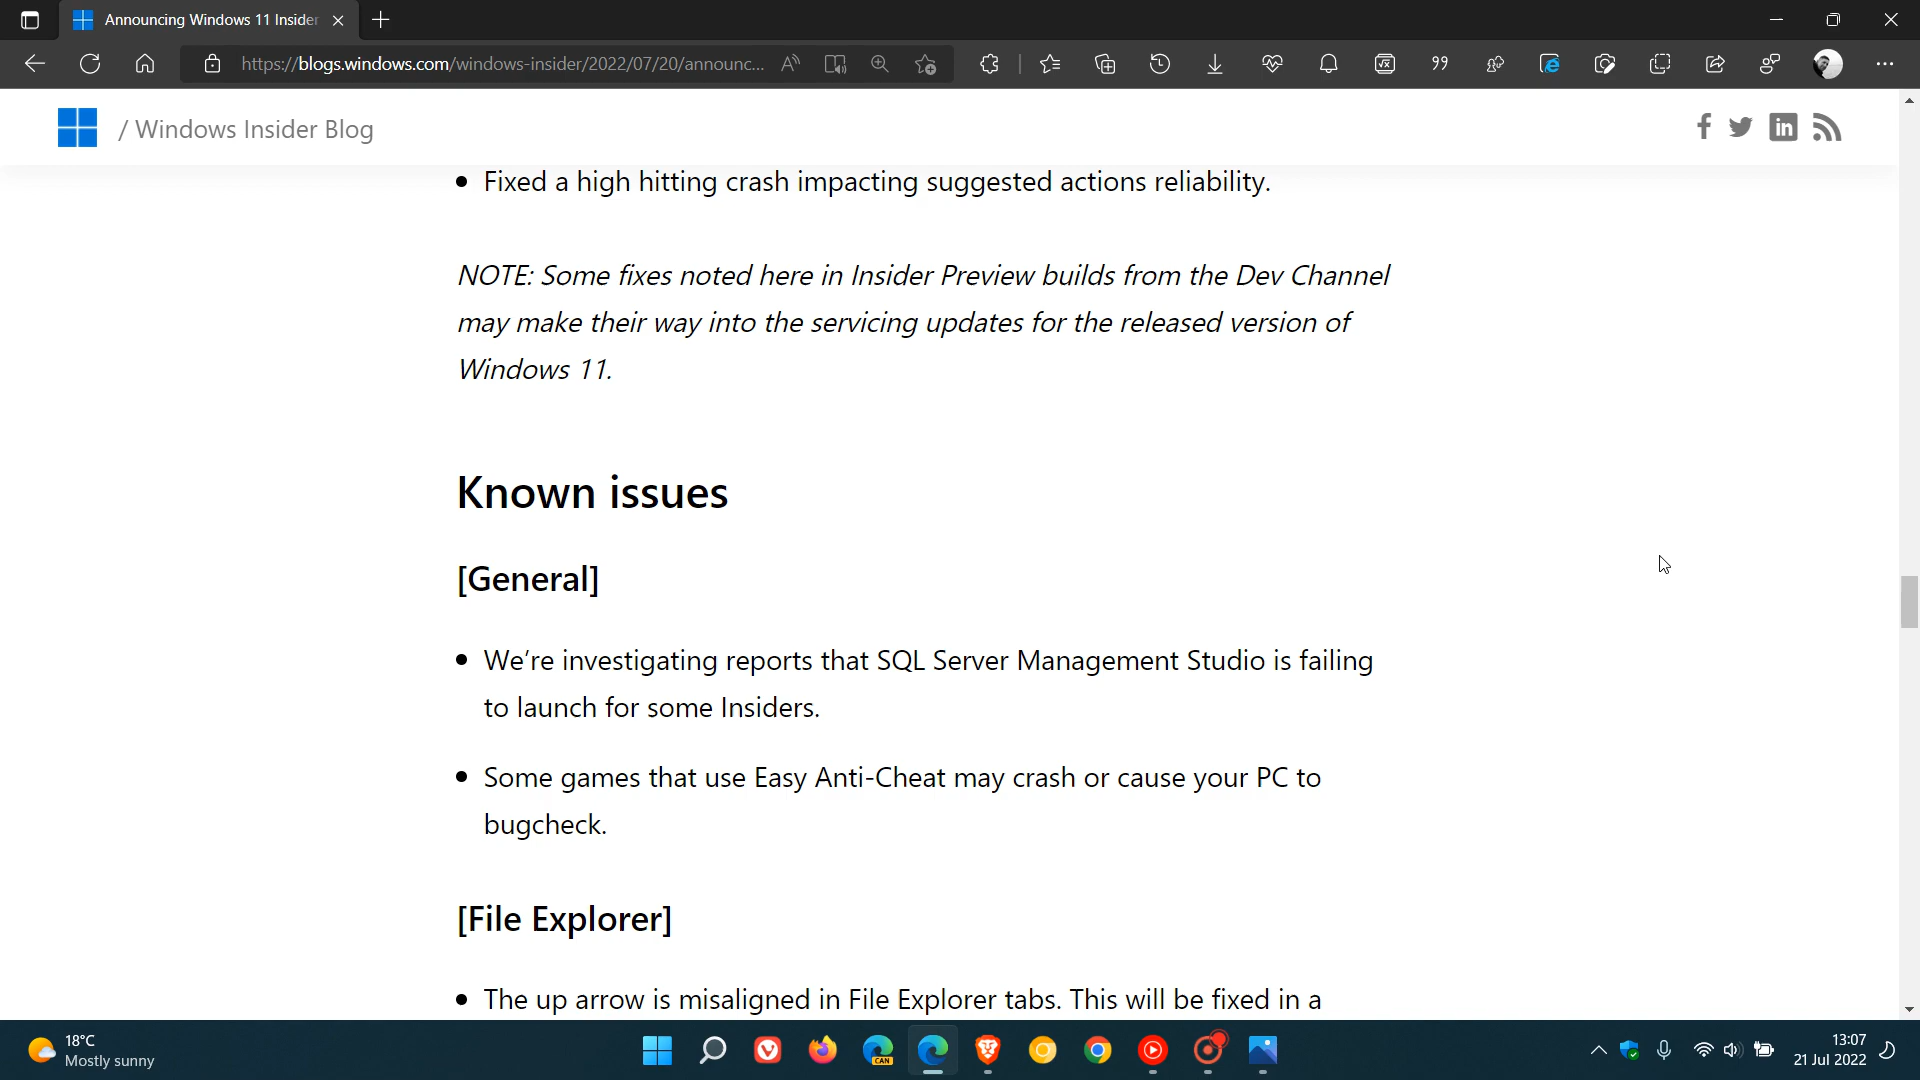 Announcing Windows 11 Insider
https://blogs.windows.com/windows-insider/2022/07/20/announc...
/ Windows Insider Blog
• Fixed a high hitting crash impacting suggested actions reliability.
NOTE: Some fixes noted here in Insider Preview builds from the Dev Channel
may make their way into the servicing updates for the released version of
Windows 11.
Known issues
[General]
• We’re investigating reports that SQL Server Management Studio is failing
to launch for some Insiders.
• Some games that use Easy Anti-Cheat may crash or cause your PC to
bugcheck.
[File Explorer]
• The up arrow is misaligned in File Explorer tabs. This will be fixed in a
18°C
Mostly sunny
CAN
13:07
21 Jul 2022